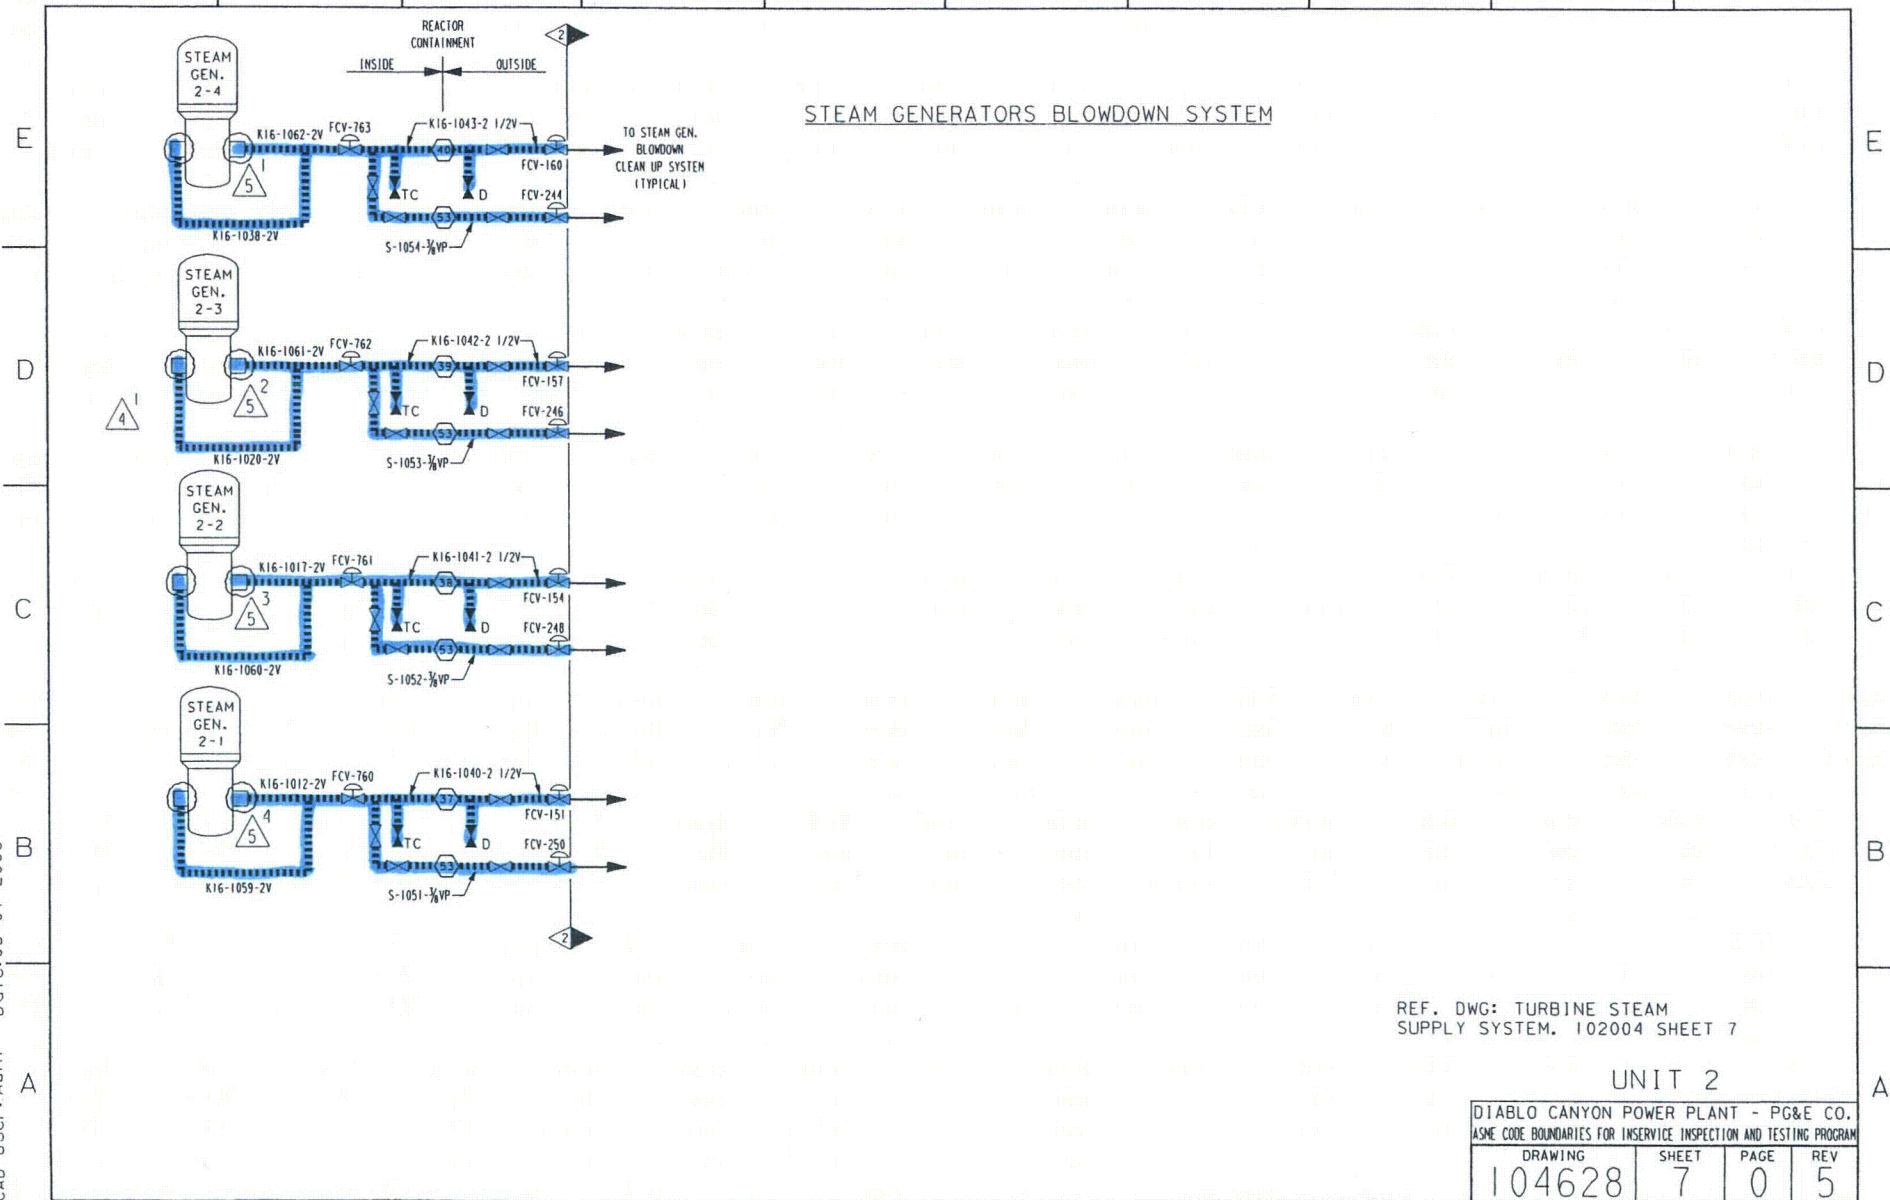 REACTOR
CONTAINMENT
INSIDE
OUTSIDE
2
STEAM GENERATORS BLOWDOWN SYSTEM
E
E
STEAM
GEN.
2-4
K16-1062-2V
FCV-763
K16-1043-2 1/2V
40
FCV-160
TO STEAM GEN.
BLOWDOWN
CLEAN UP SYSTEM
(TYPICAL)
1
5
TC
D
FCV-244
53
K16-1038-2V
S-1054-⅜VP
D
D
STEAM
GEN.
2-3
K16-1061-2V
FCV-762
K16-1042-2 1/2V
39
FCV-157
2
5
1
4
TC
D
FCV-246
53
K16-1020-2V
S-1053-⅜VP
C
C
STEAM
GEN.
2-2
K16-1017-2V
FCV-761
K16-1041-2 1/2V
38
FCV-154
3
5
TC
D
FCV-248
53
K16-1060-2V
S-1052-⅜VP
B
B
STEAM
GEN.
2-1
K16-1012-2V
FCV-760
K16-1040-2 1/2V
37
FCV-151
4
5
TC
D
FCV-250
53
K16-1059-2V
S-1051-⅜VP
2
A
A
REF. DWG: TURBINE STEAM
SUPPLY SYSTEM. 102004 SHEET 7
UNIT 2
DIABLO CANYON POWER PLANT - PG&E CO.
ASME CODE BOUNDARIES FOR INSERVICE INSPECTION AND TESTING PROGRAM
DRAWING SHEET PAGE REV
104628 7 0 5